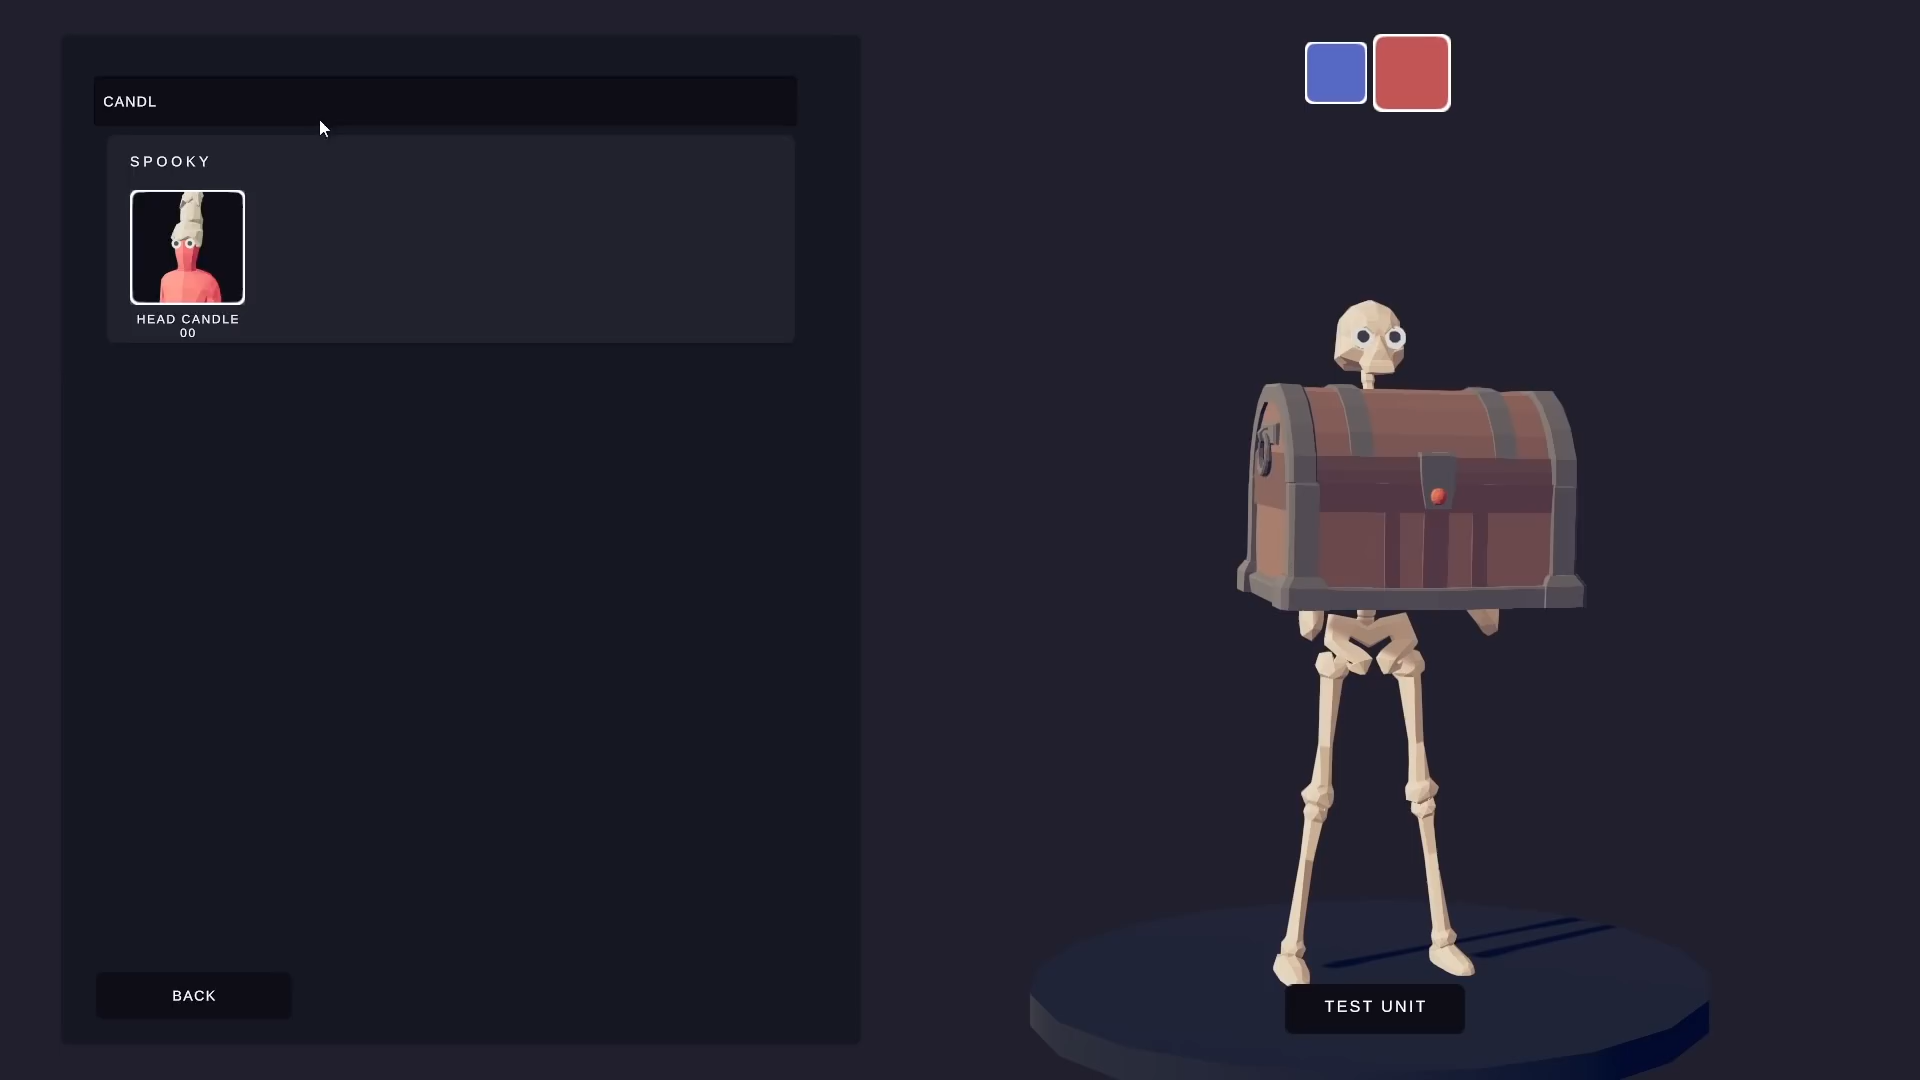 CANDL
SPOOKY
HEAD CANDLE
00
BACK
TEST UNIT